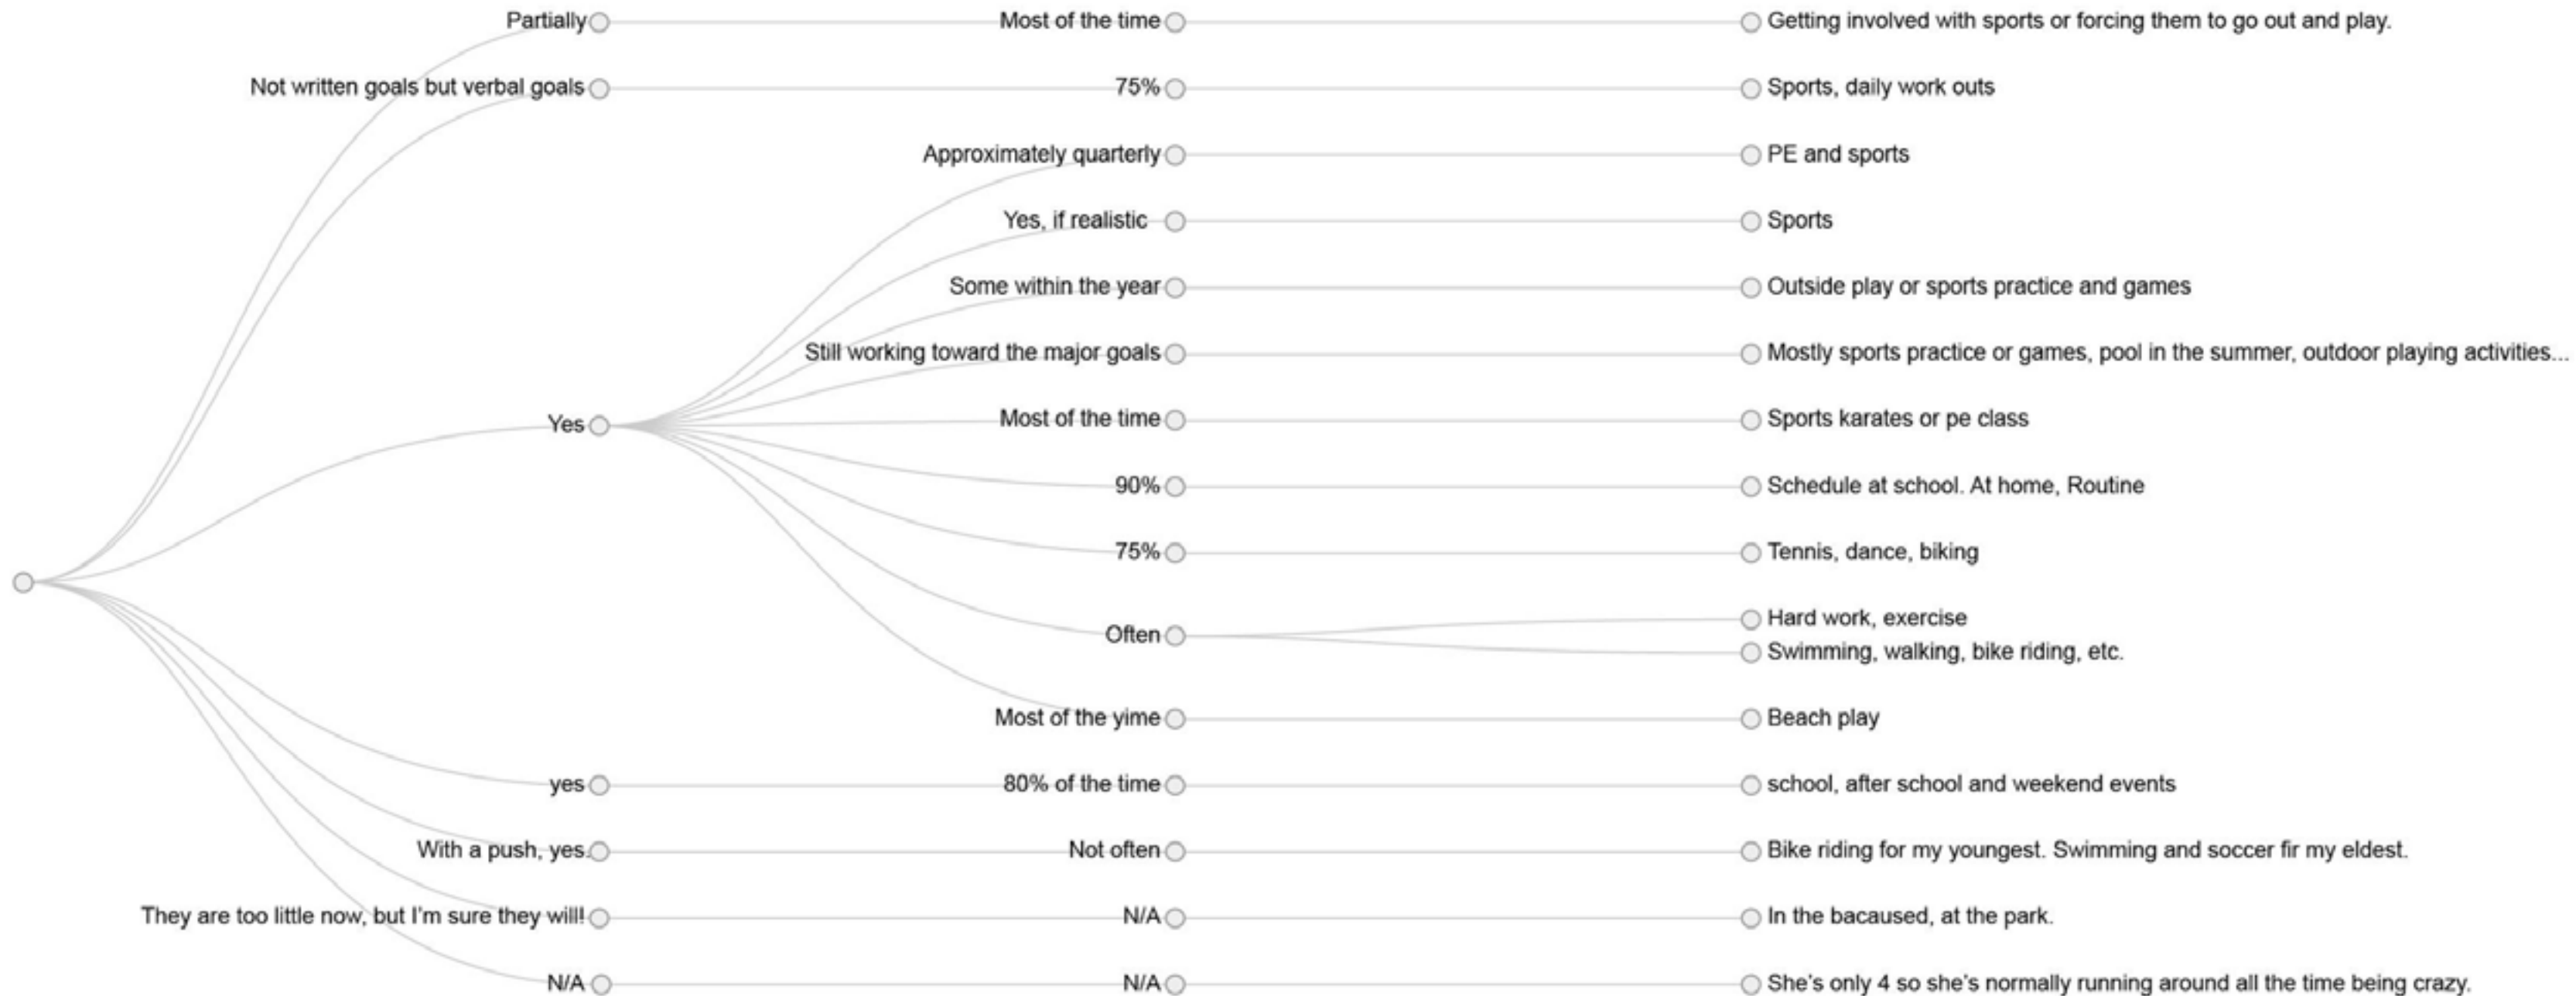 Partially Most of the time Getting involved with sports or forcing them to go out and play.
Not written goals but verbal goals 75% Sports, daily work outs
Approximately quarterly PE and sports
Yes, if realistic Sports
Some within the year Outside play or sports practice and games
Still working toward the major goals Mostly sports practice or games, pool in the summer, outdoor playing activities...
Yes Most of the time Sports karates or pe class
90% Schedule at school. At home, Routine
75% Tennis, dance, biking
Often Hard work, exercise
Swimming, walking, bike riding, etc.
Most of the yime Beach play
yes 80% of the time school, after school and weekend events
With a push, yes. Not often Bike riding for my youngest. Swimming and soccer fir my eldest.
They are too little now, but I'm sure they will! N/A In the bacaused, at the park.
N/A N/A She's only 4 so she's normally running around all the time being crazy.